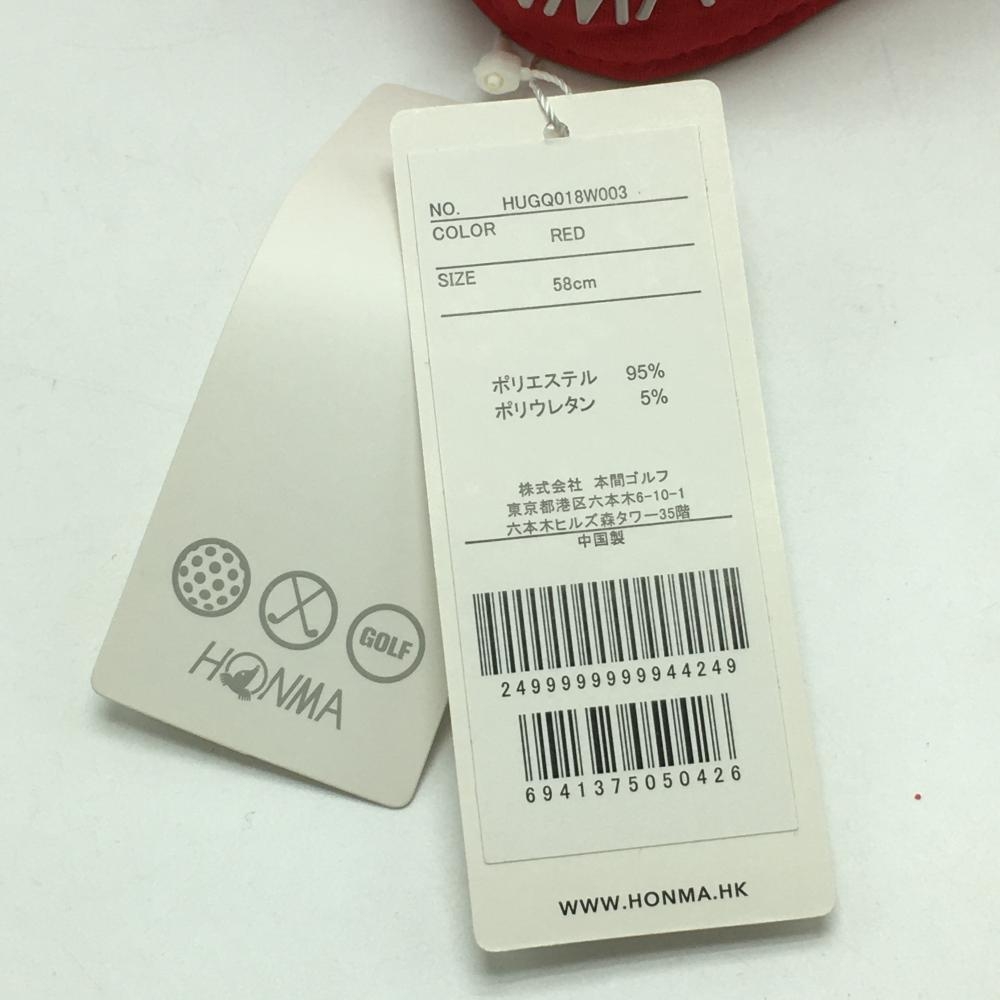 NO. HUGQ018W003
COLOR RED
SIZE 58cm
ポリエステル 95%
ポリウレタン 5%
株式会社 本間ゴルフ
東京都港区六本木6-10-1
六本木ヒルズ森タワー35階
中国製
2499999999944249
6941375050426
WWW.HONMA.HK
GOLF
HONMA